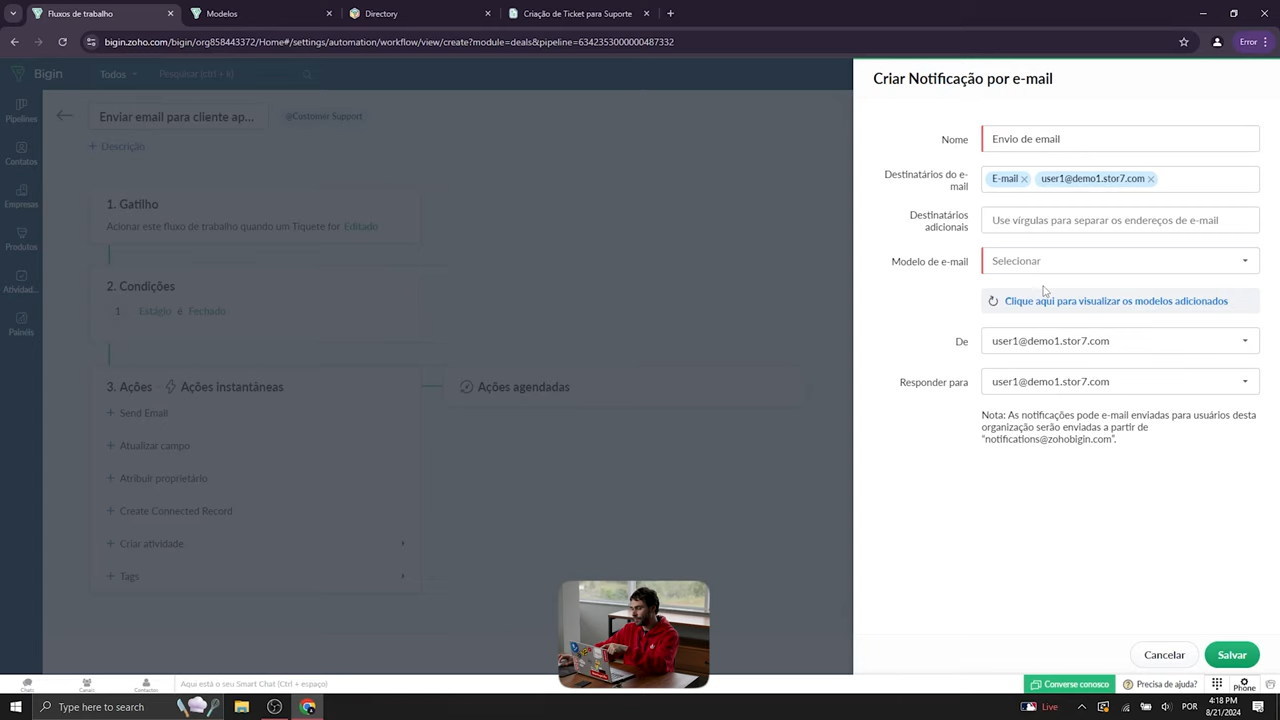 Fluxos de trabalho
Modelos
Directory
Criação de Ticket para Suporte
bigin.zoho.com/bigin/org858443372/Home#/settings/automation/workflow/view/create?module=deals&pipeline=6342353000000487332
Error
Bigin
Todos
Pesquisar (ctrl + k)
Pipelines
Contatos
Empresas
Produtos
Atividad...
Painéis
Enviar email para cliente ap...
@Customer Support
+ Descrição
1. Gatilho
Acionar este fluxo de trabalho quando um Tíquete for Editado
2. Condições
1 Estágio é Fechado
3. Ações - Ações instantâneas
Ações agendadas
+ Send Email
+ Atualizar campo
+ Atribuir proprietário
+ Create Connected Record
+ Criar atividade
+ Tags
Criar Notificação por e-mail
Nome
Envio de email
Destinatários do e-
mail
E-mail
user1@demo1.stor7.com
Destinatários
adicionais
Use vírgulas para separar os endereços de e-mail
Modelo de e-mail
Selecionar
Clique aqui para visualizar os modelos adicionados
De
user1@demo1.stor7.com
Responder para
user1@demo1.stor7.com
Nota: As notificações pode e-mail enviadas para usuários desta
organização serão enviadas a partir de
“notifications@zohobigin.com”.
Cancelar
Salvar
Chats
Canais
Contactos
Aqui está o seu Smart Chat (Ctrl + espaço)
Converse conosco
Precisa de ajuda?
Phone
Type here to search
Live
POR
4:18 PM
8/21/2024